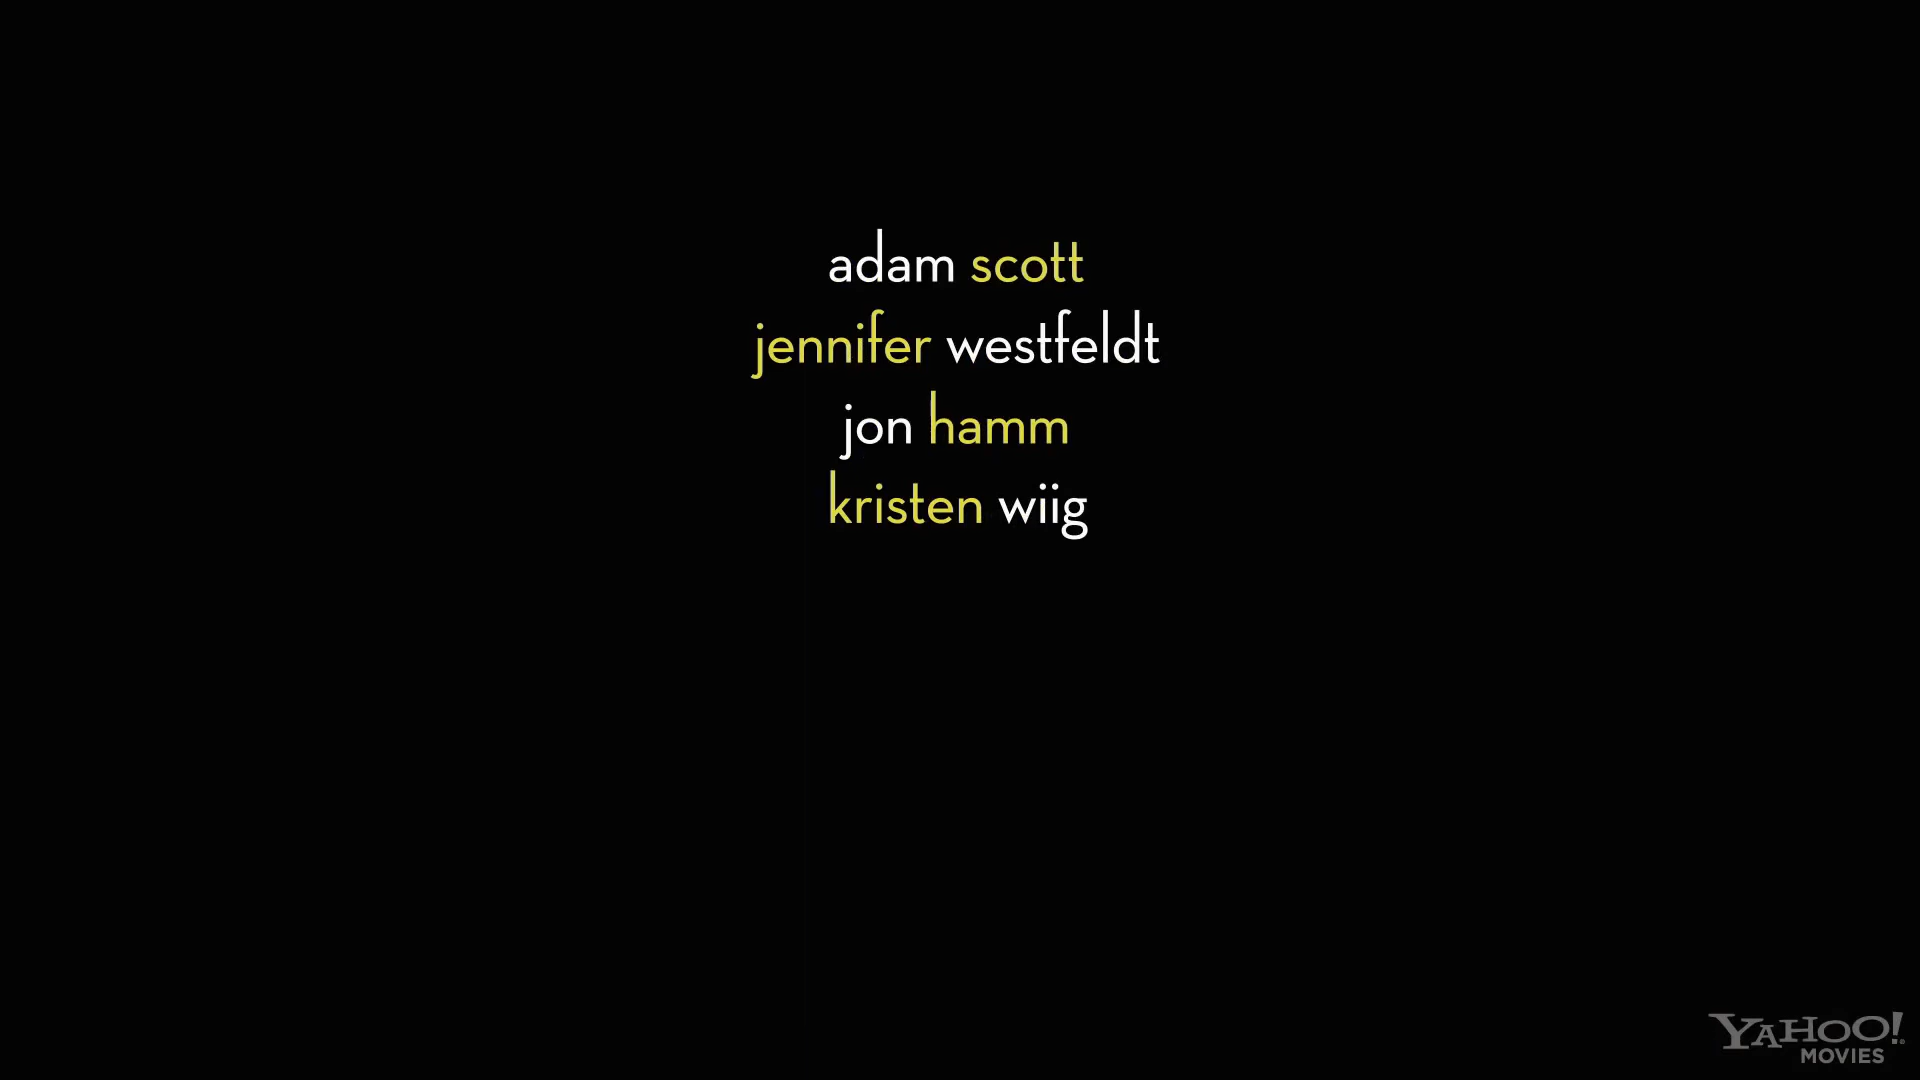 adam scott
jennifer westfeldt
jon hamm
kristen wiig
YAHOO!
MOVIES